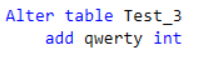 Alter table Test_3
add qwerty int